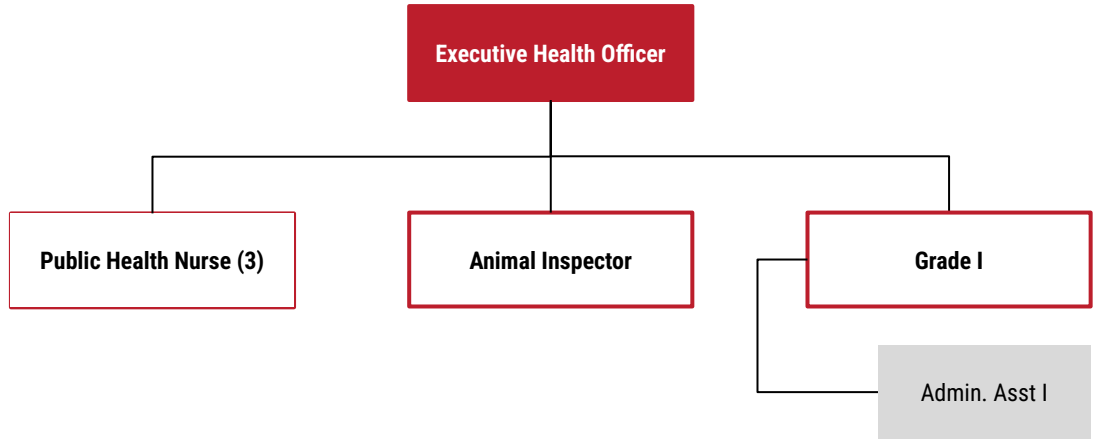 Executive Health Officer
Public Health Nurse (3)
Animal Inspector
Grade I
Admin. Asst I